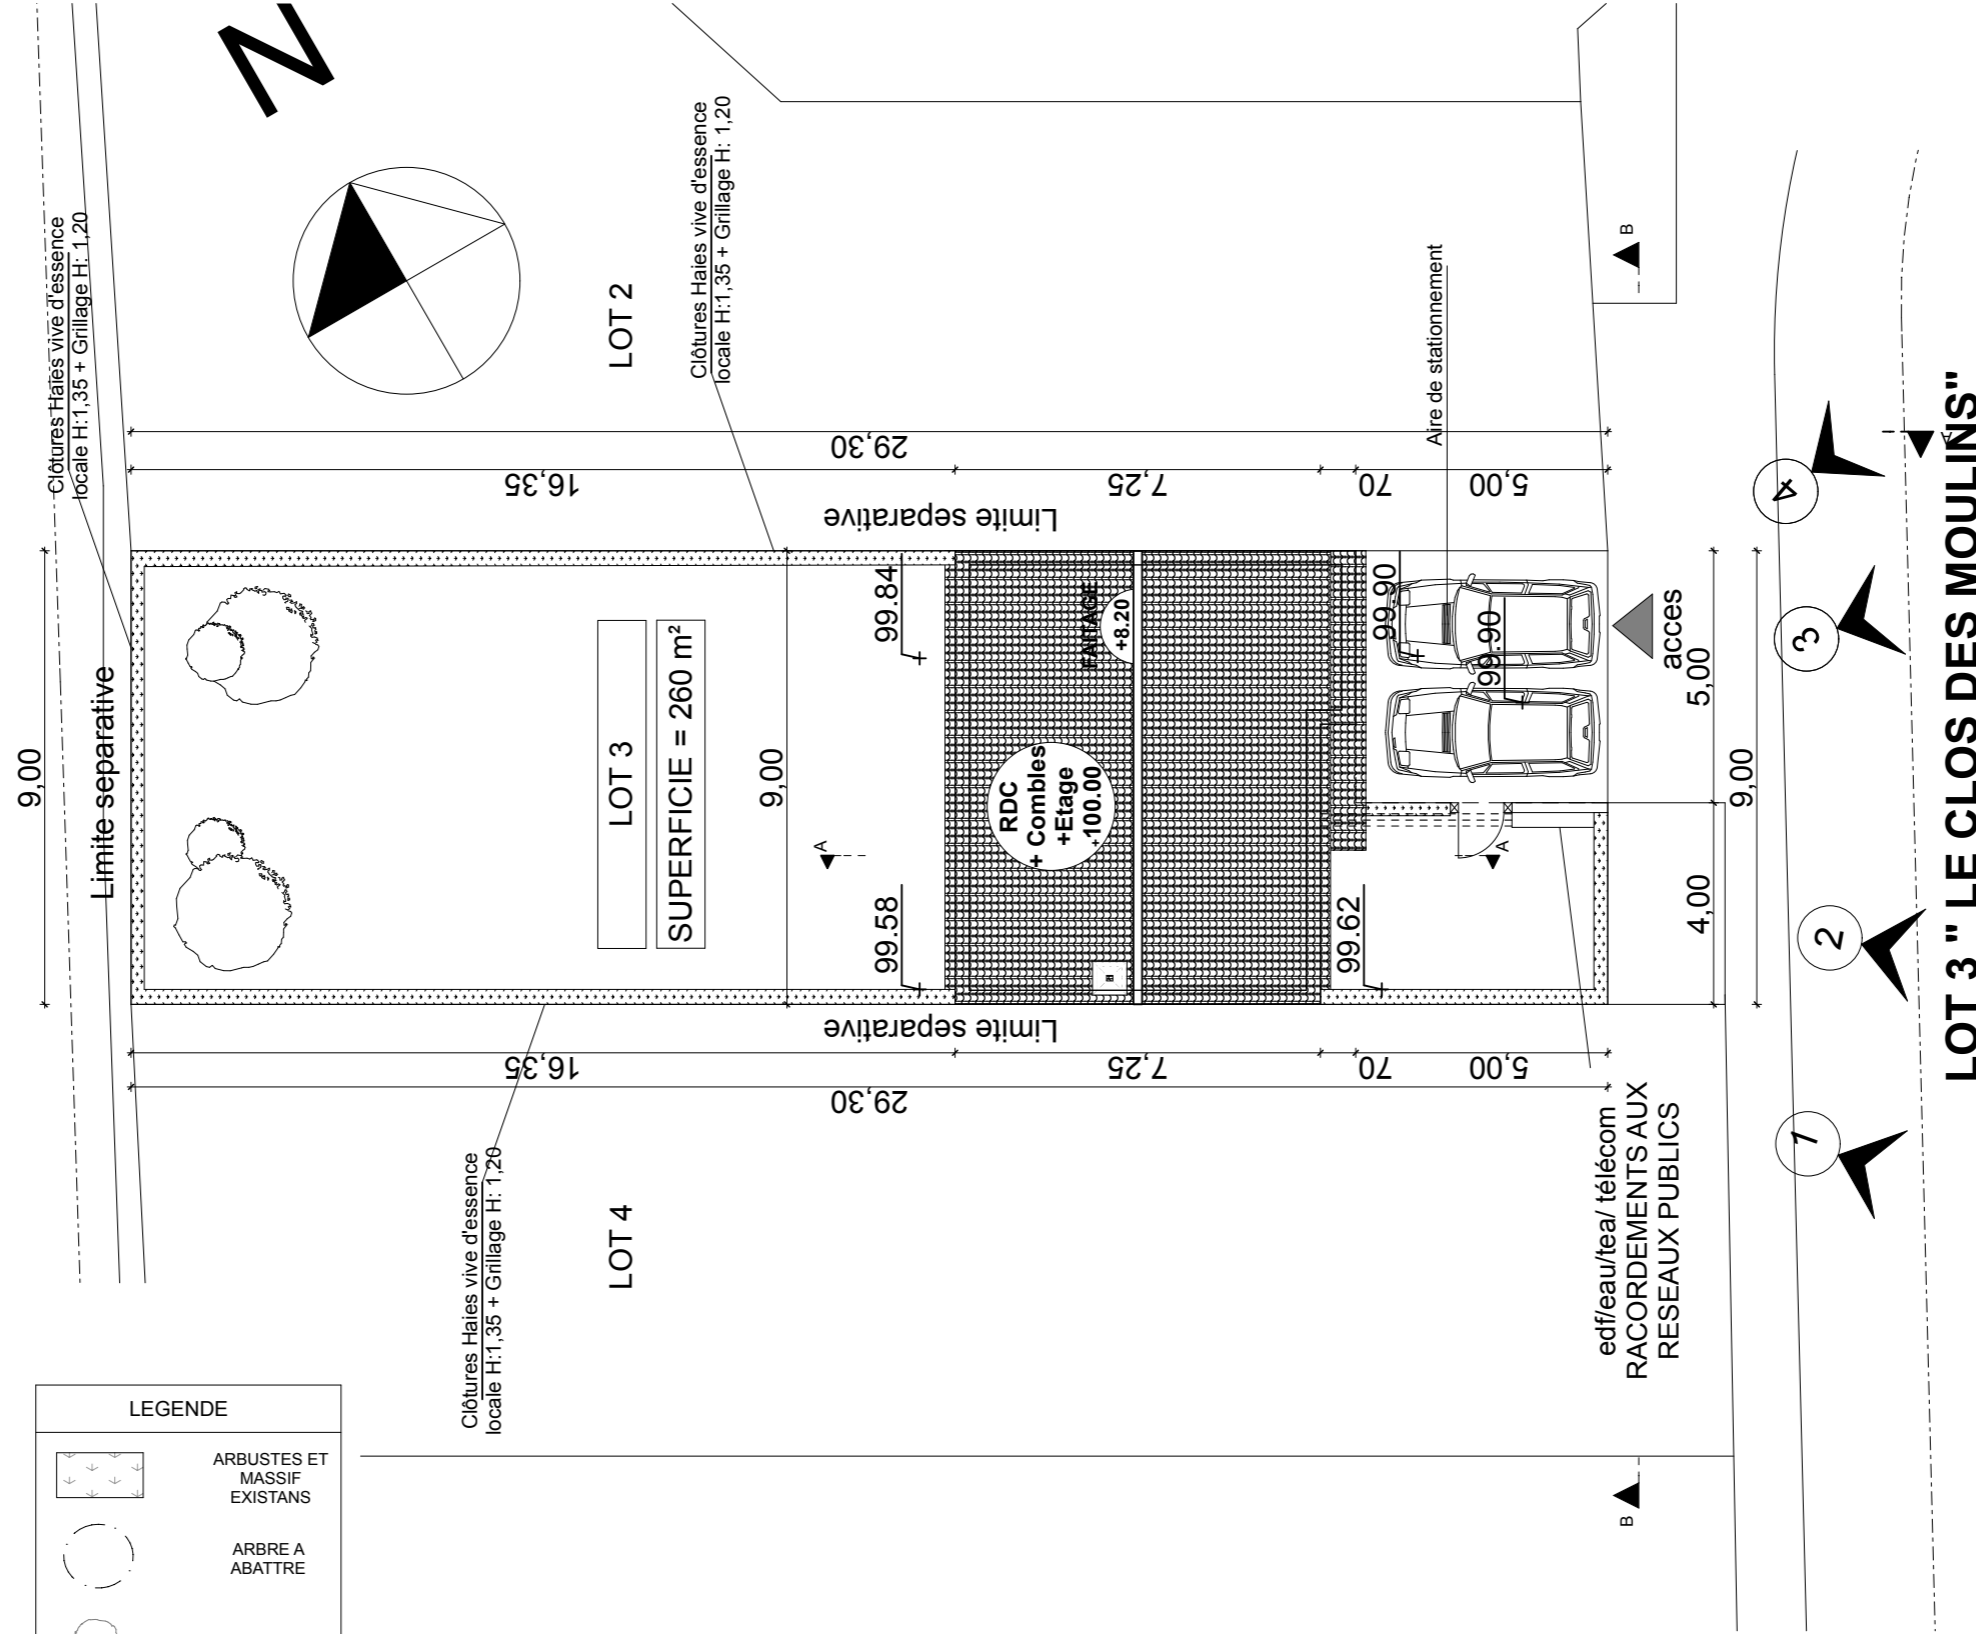 N
Clôtures Haies vive d'essence
locale H:1,35 + Grillage H: 1,20
Clôtures Haies vive d'essence
locale H:1,35 + Grillage H: 1,20
LOT 2
Aire de stationnement
B
29,30
16,35
7,25
70
5,00
Limite separative
9,00
Limite separative
LOT 3
SUPERFICIE = 260 m²
9,00
99.84
99.58
FAITAGE
+8.20
RDC
+ Combles
+Etage
+100.00
99.90
99.90
99.62
A
A
acces
5,00
4,00
9,00
A
4
3
2
1
LOT 3 " LE CLOS DES MOULINS"
Limite separative
16,35
7,25
70
5,00
29,30
Clôtures Haies vive d'essence
locale H:1,35 + Grillage H: 1,20
LOT 4
edf/eau/tea/ télécom
RACORDEMENTS AUX
RESEAUX PUBLICS
B
LEGENDE
ARBUSTES ET
MASSIF
EXISTANS
ARBRE A
ABATTRE